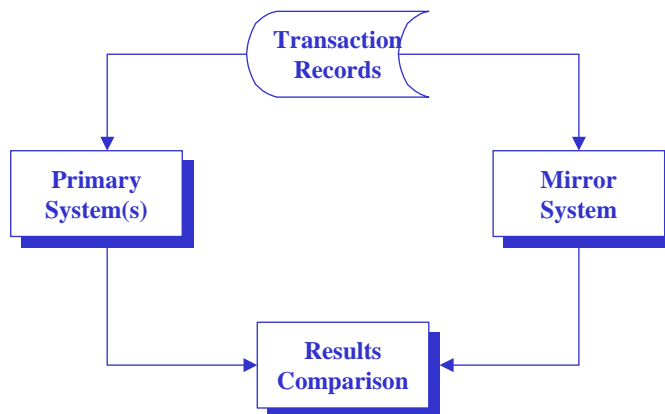 Transaction
Records
Primary
System(s)
Mirror
System
Results
Comparison